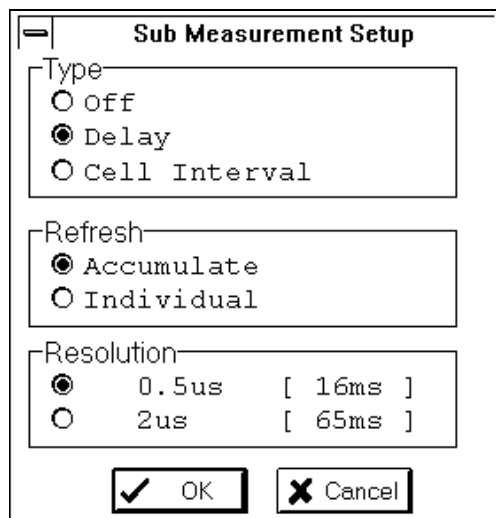 Sub Measurement Setup
Type
Off
Delay
Cell Interval
Refresh
Accumulate
Individual
Resolution
0.5us [ 16ms ]
2us [ 65ms ]
OK Cancel